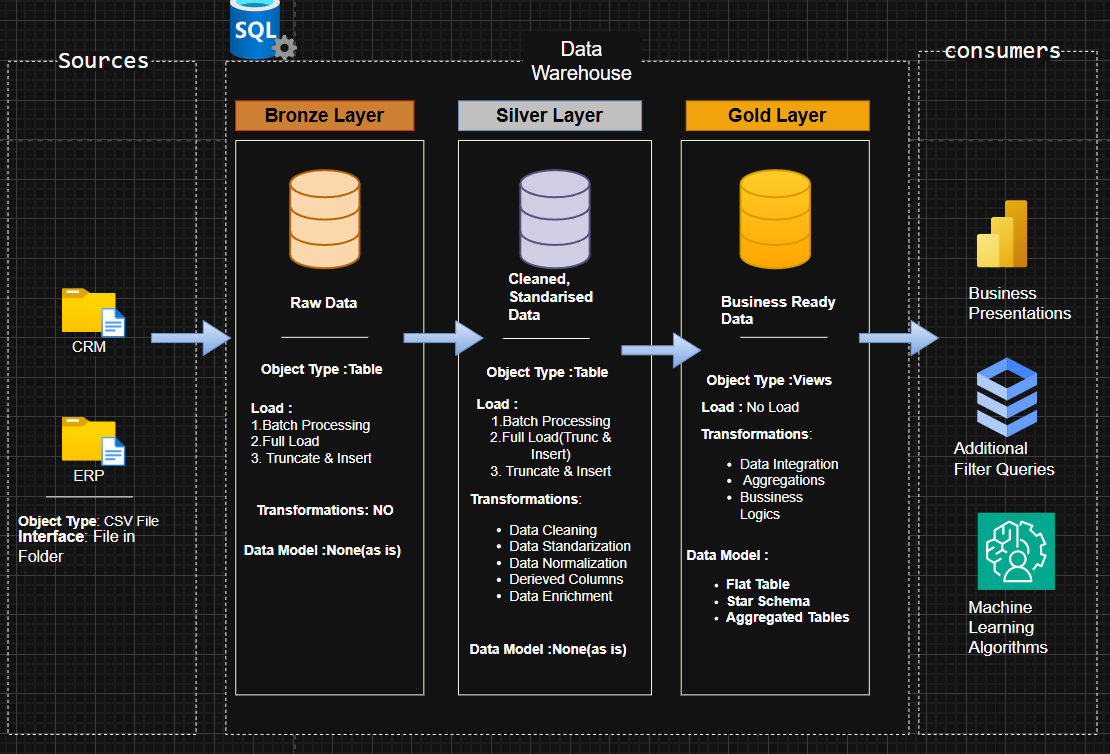 SQL
Sources
CRM
ERP
Object Type: CSV File
Interface: File in
Folder
Data
Warehouse
Bronze Layer
Raw Data
Object Type :Table
Load :
1.Batch Processing
2.Full Load
3. Truncate & Insert
Transformations: NO
Data Model :None(as is)
Silver Layer
Cleaned,
Standarised
Data
Object Type :Table
Load :
1.Batch Processing
2.Full Load(Trunc &
Insert)
3. Truncate & Insert
Transformations:
• Data Cleaning
• Data Standarization
• Data Normalization
• Derieved Columns
• Data Enrichment
Data Model :None(as is)
Gold Layer
Business Ready
Data
Object Type :Views
Load : No Load
Transformations:
• Data Integration
• Aggregations
• Bussiness
Logics
Data Model :
• Flat Table
• Star Schema
• Aggregated Tables
consumers
Business
Presentations
Additional
Filter Queries
Machine
Learning
Algorithms